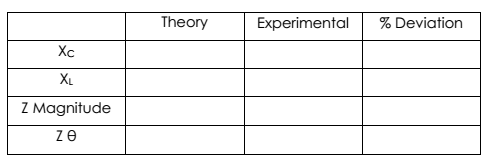 Theory Experimental % Deviation
XC
XL
Z Magnitude
Z Θ